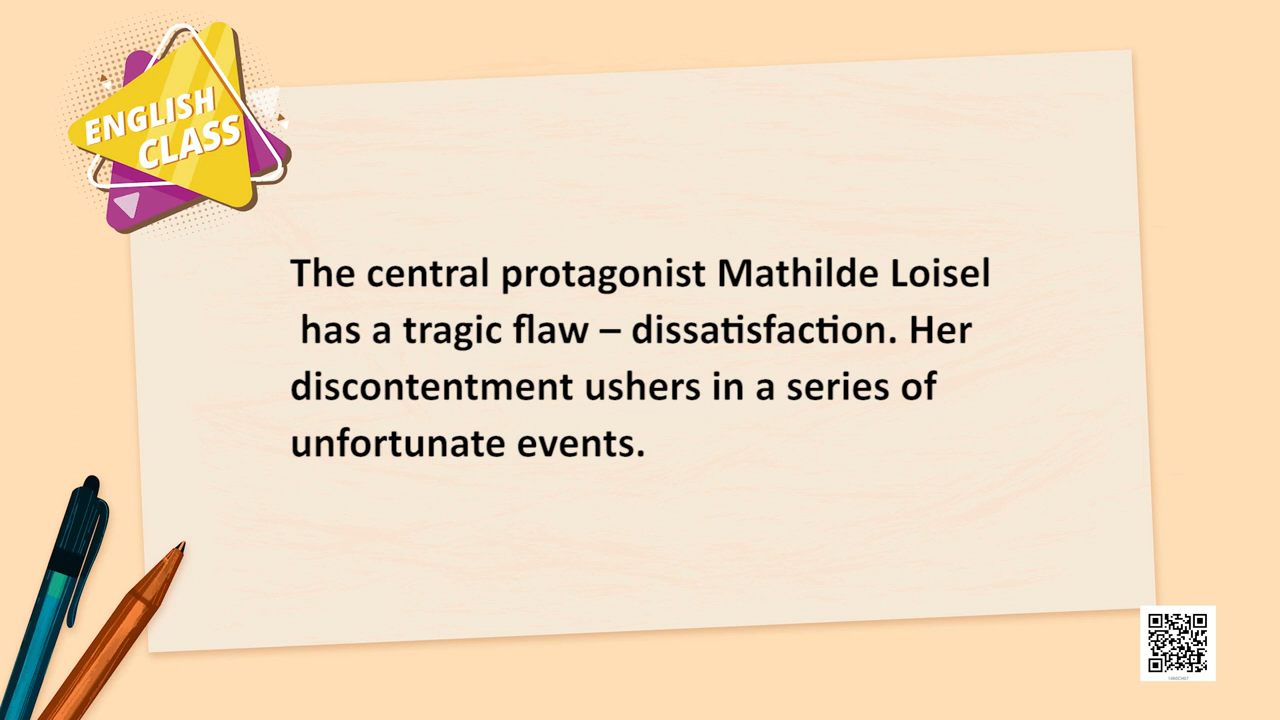 ENGLISH
CLASS
The central protagonist Mathilde Loisel
has a tragic flaw – dissatisfaction. Her
discontentment ushers in a series of
unfortunate events.